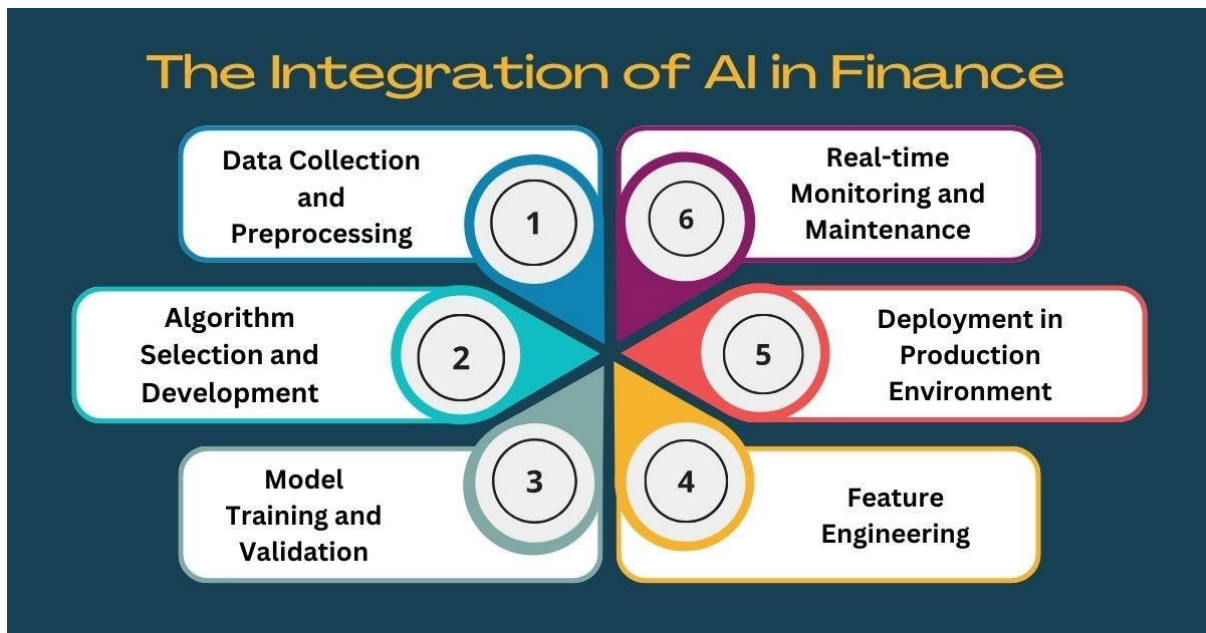 The Integration of AI in Finance
Data Collection
and
Preprocessing
1
Algorithm
Selection and
Development
2
Model
Training and
Validation
3
4
Feature
Engineering
5
Deployment in
Production
Environment
6
Real-time
Monitoring and
Maintenance